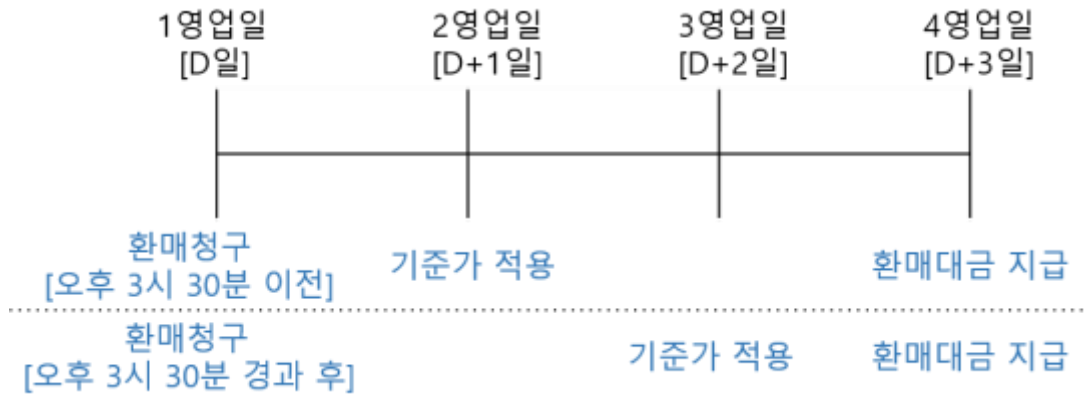 1영업일 2영업일 3영업일 4영업일
[D일] [D+1일] [D+2일] [D+3일]
환매청구
[오후 3시 30분 이전] 기준가 적용 환매대금 지급
환매청구
[오후 3시 30분 경과 후] 기준가 적용 환매대금 지급